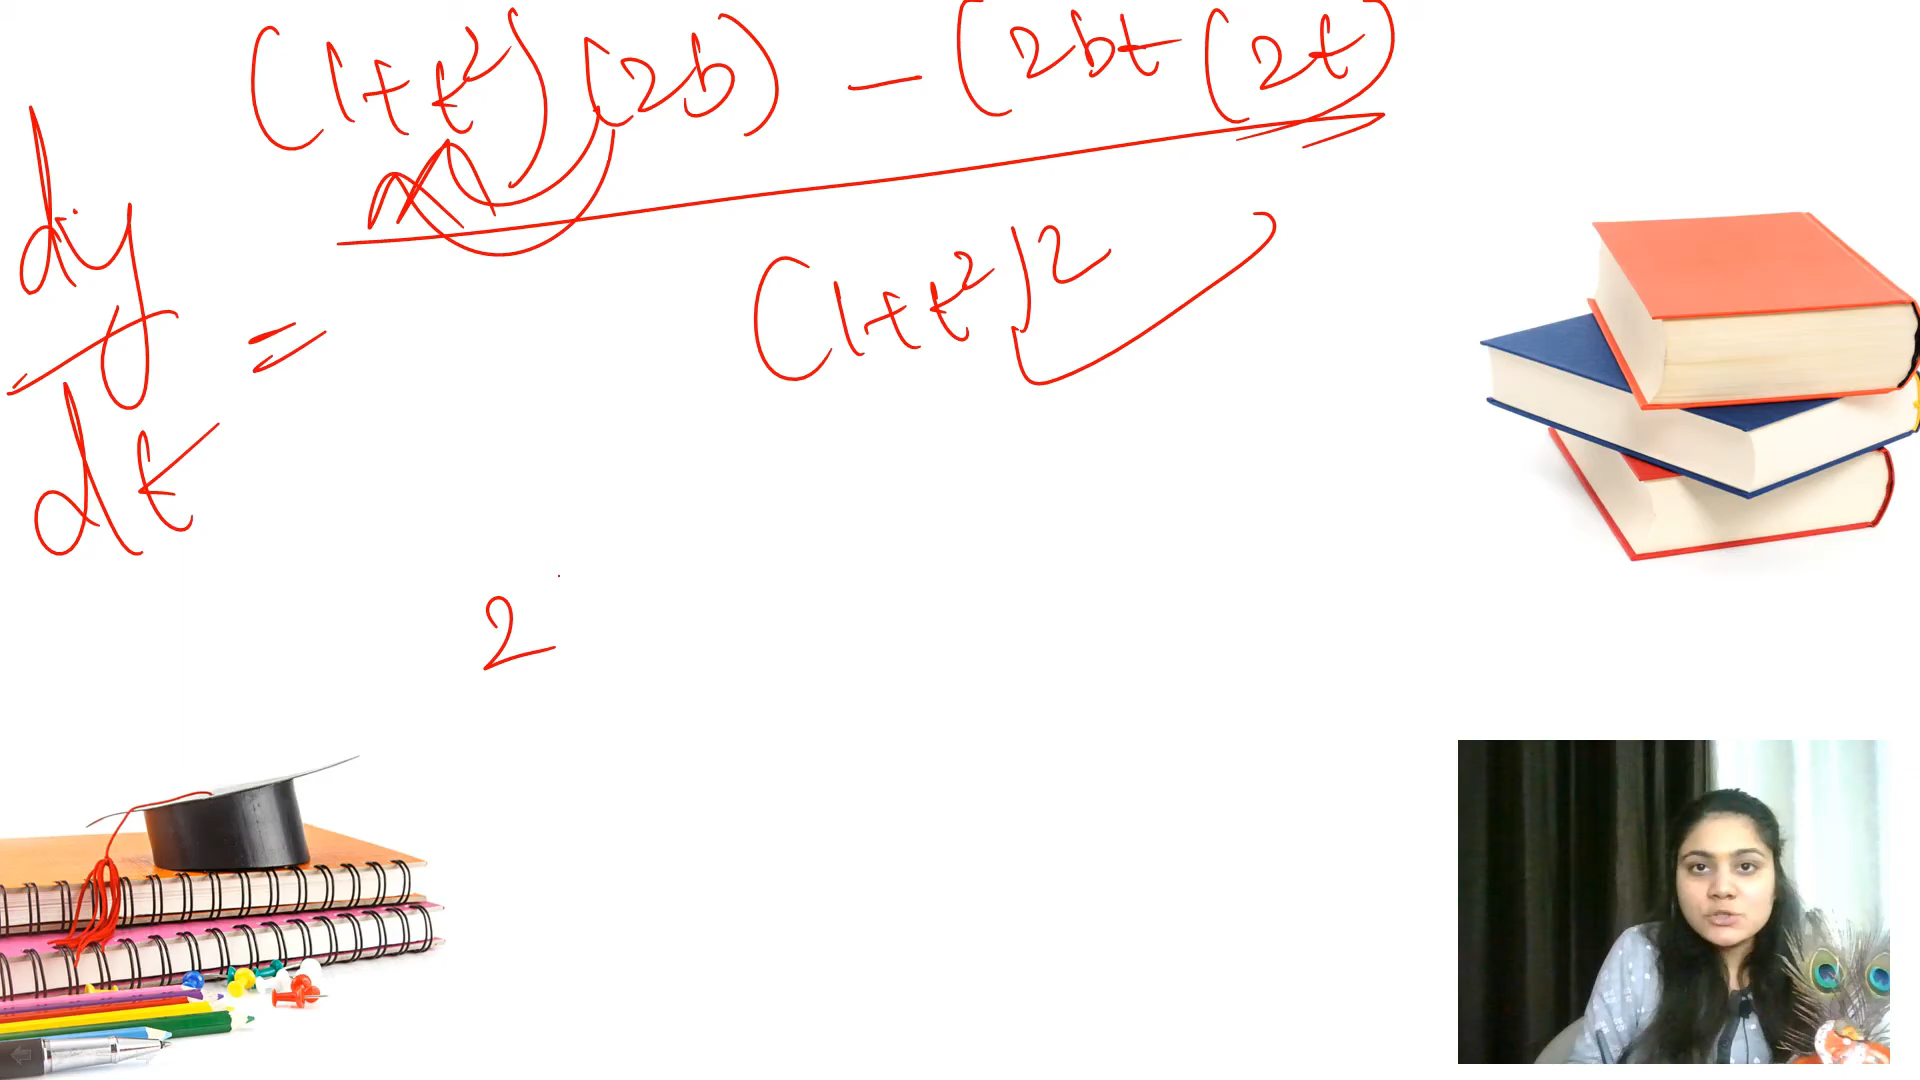 (1+t²)(2b) - (2bt(2t)
dy/dt =
(1+t²)²
2